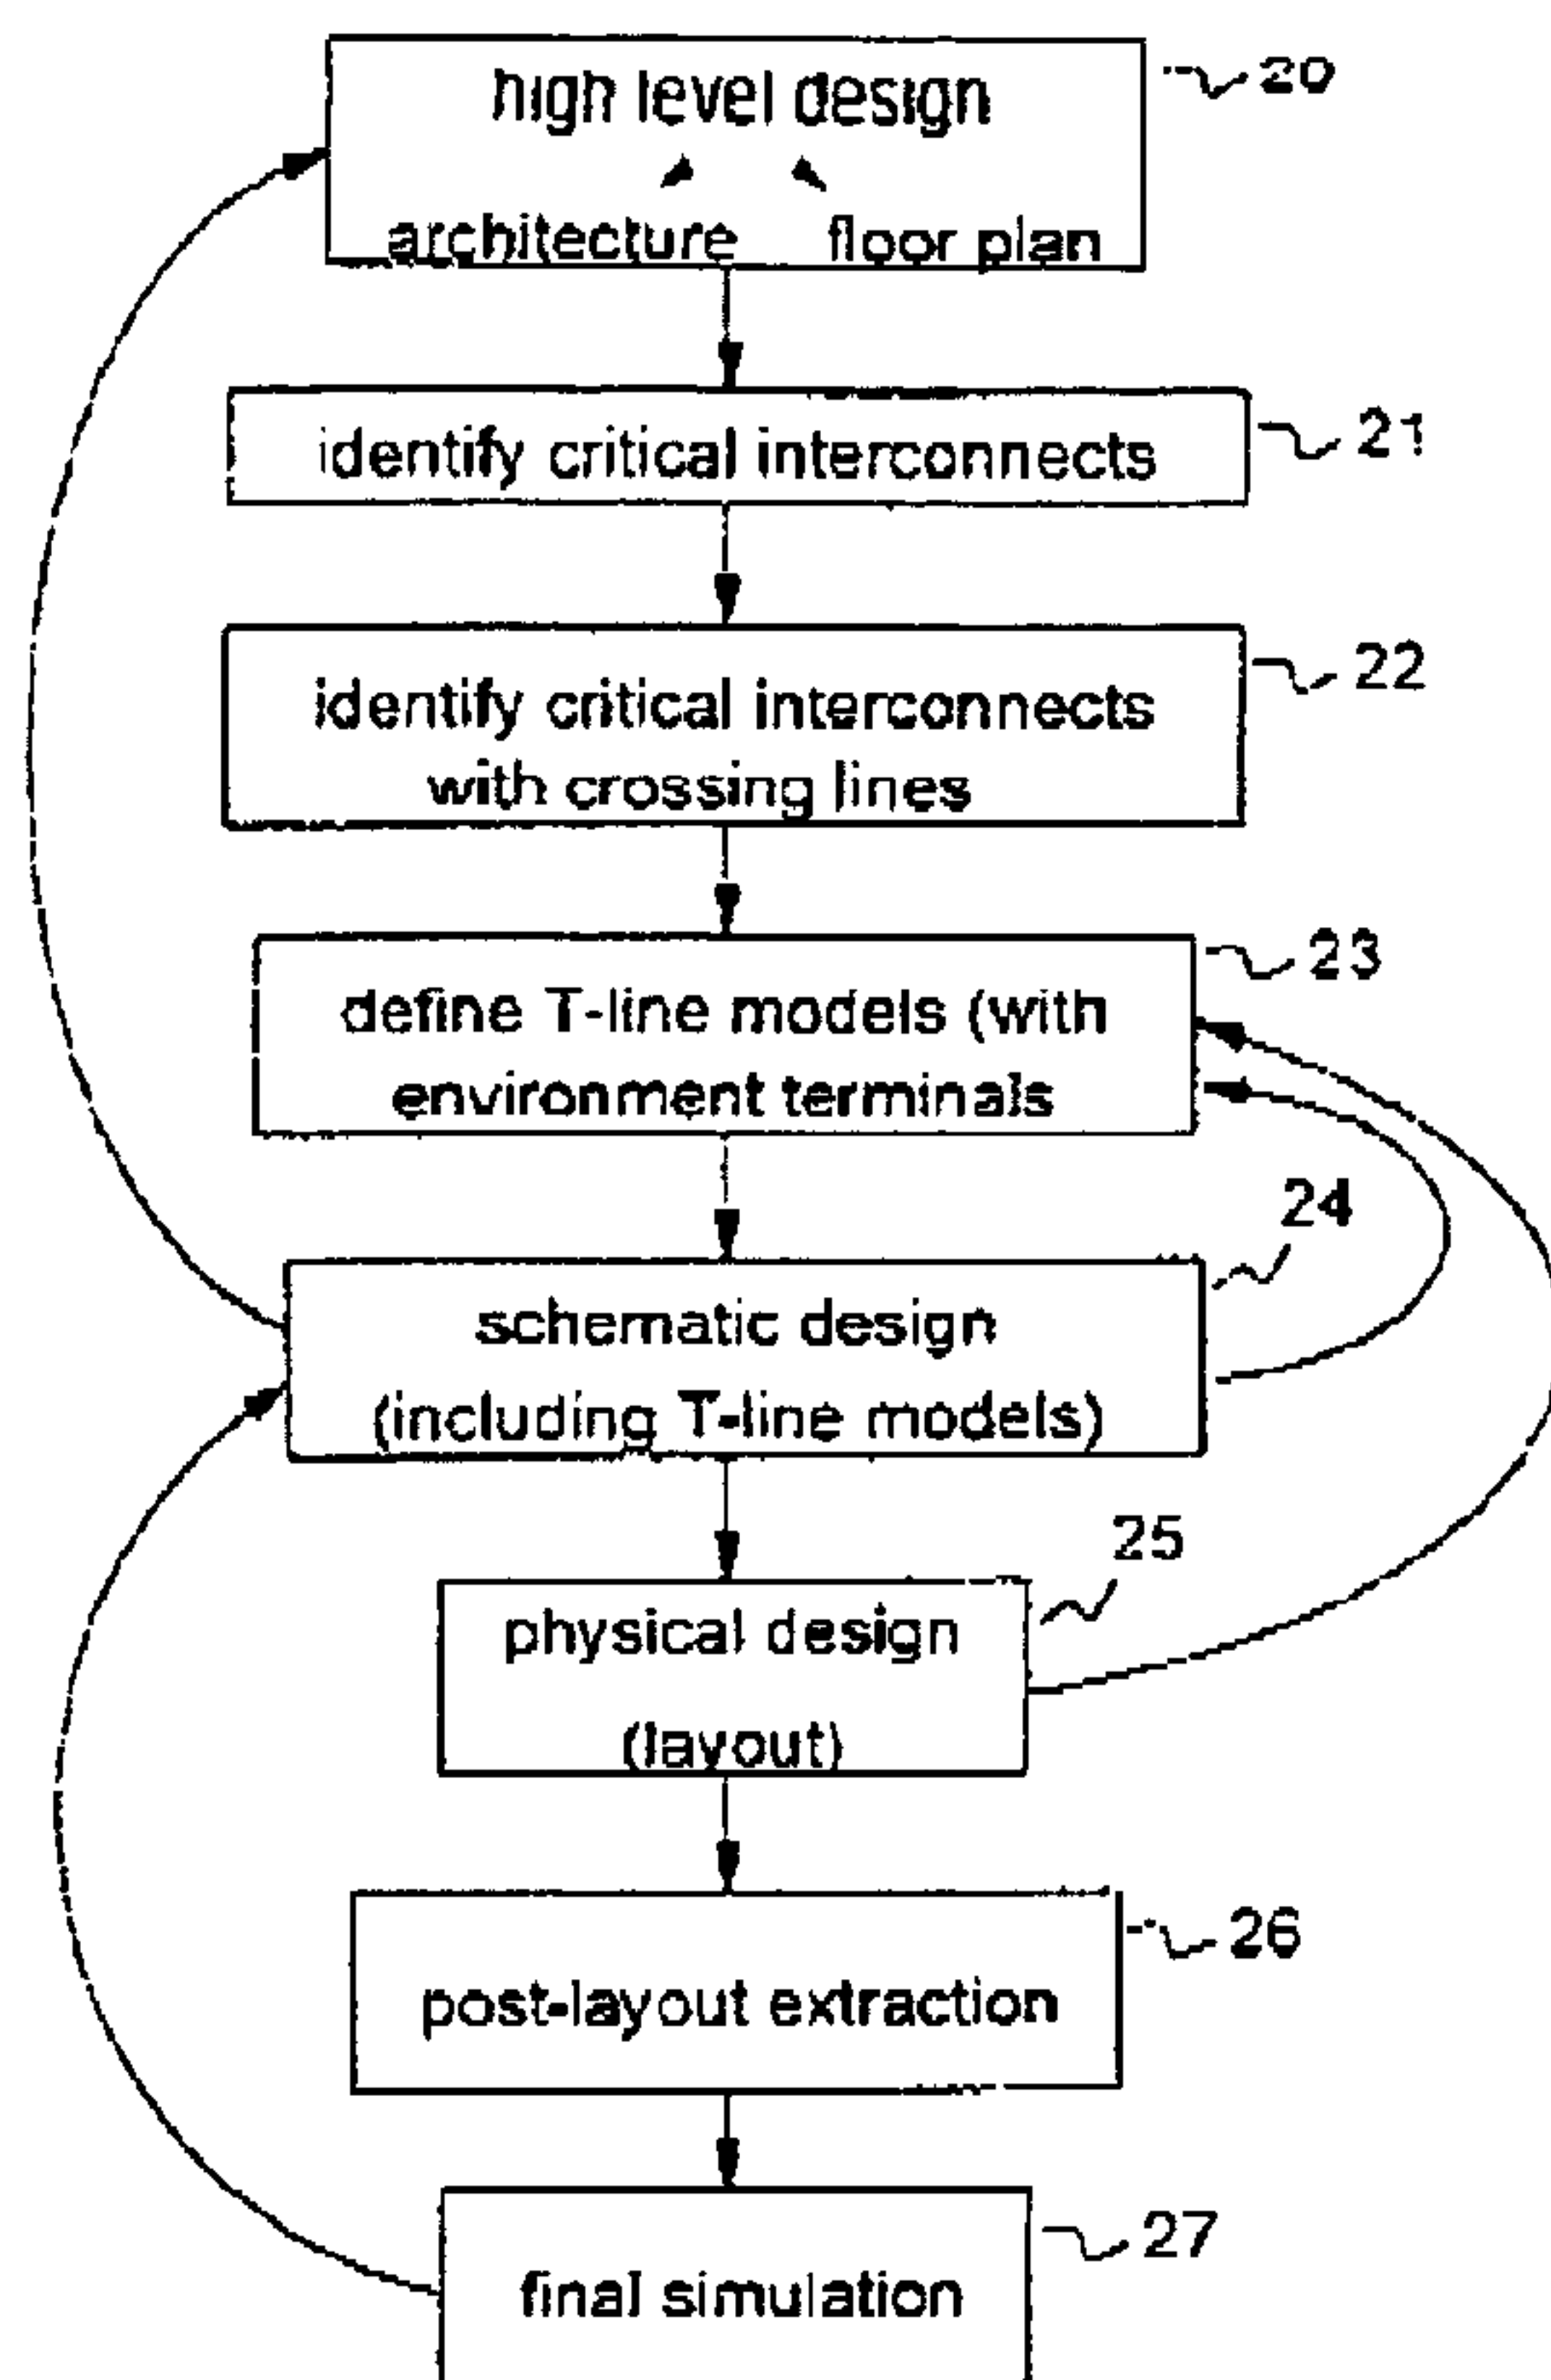 high level design
20
architecture floor plan
identify critical interconnects
21
identify critical interconnects
22
with crossing lines
23
define T-line models (with
environment terminals
24
schematic design
(including T-line models)
25
physical design
(layout)
26
post-layout extraction
27
final simulation